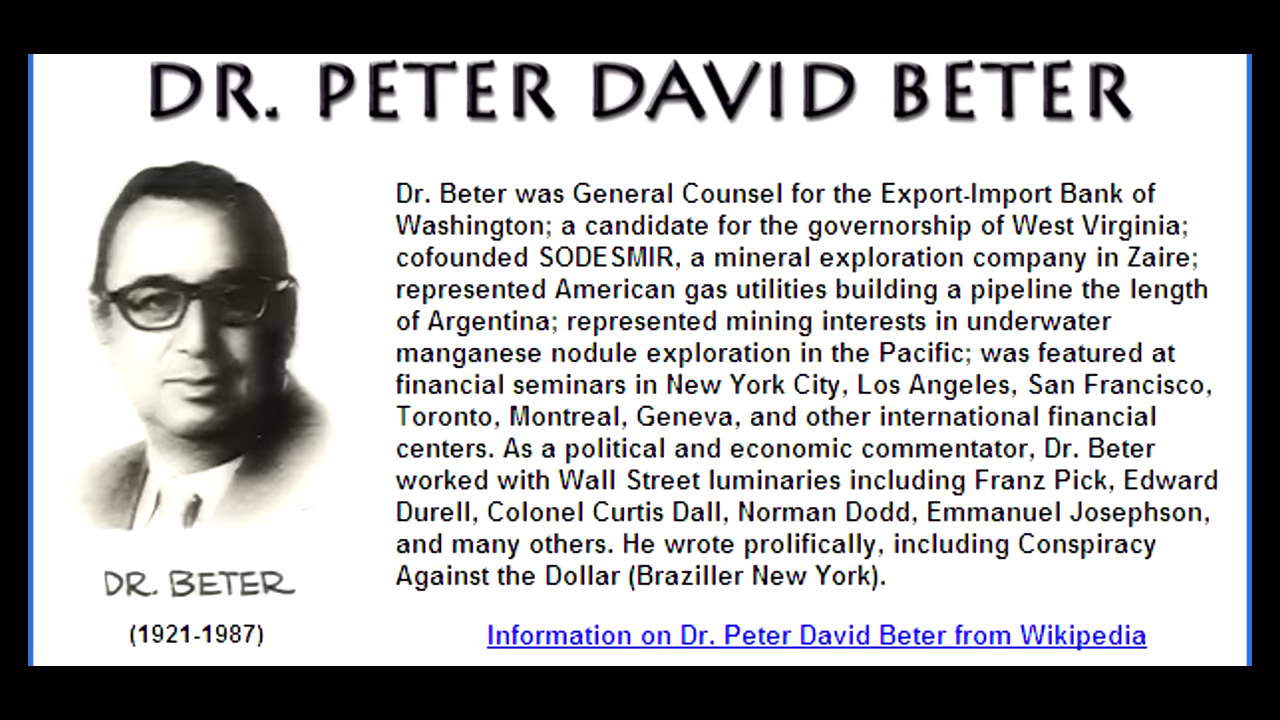 DR. PETER DAVID BETER
Dr. Beter was General Counsel for the Export-Import Bank of
Washington; a candidate for the governorship of West Virginia;
cofounded SODESMIR, a mineral exploration company in Zaire;
represented American gas utilities building a pipeline the length
of Argentina; represented mining interests in underwater
manganese nodule exploration in the Pacific; was featured at
financial seminars in New York City, Los Angeles, San Francisco,
Toronto, Montreal, Geneva, and other international financial
centers. As a political and economic commentator, Dr. Beter
worked with Wall Street luminaries including Franz Pick, Edward
Durell, Colonel Curtis Dall, Norman Dodd, Emmanuel Josephson,
and many others. He wrote prolifically, including Conspiracy
Against the Dollar (Braziller New York).
DR. BETER
(1921-1987)
Information on Dr. Peter David Beter from Wikipedia